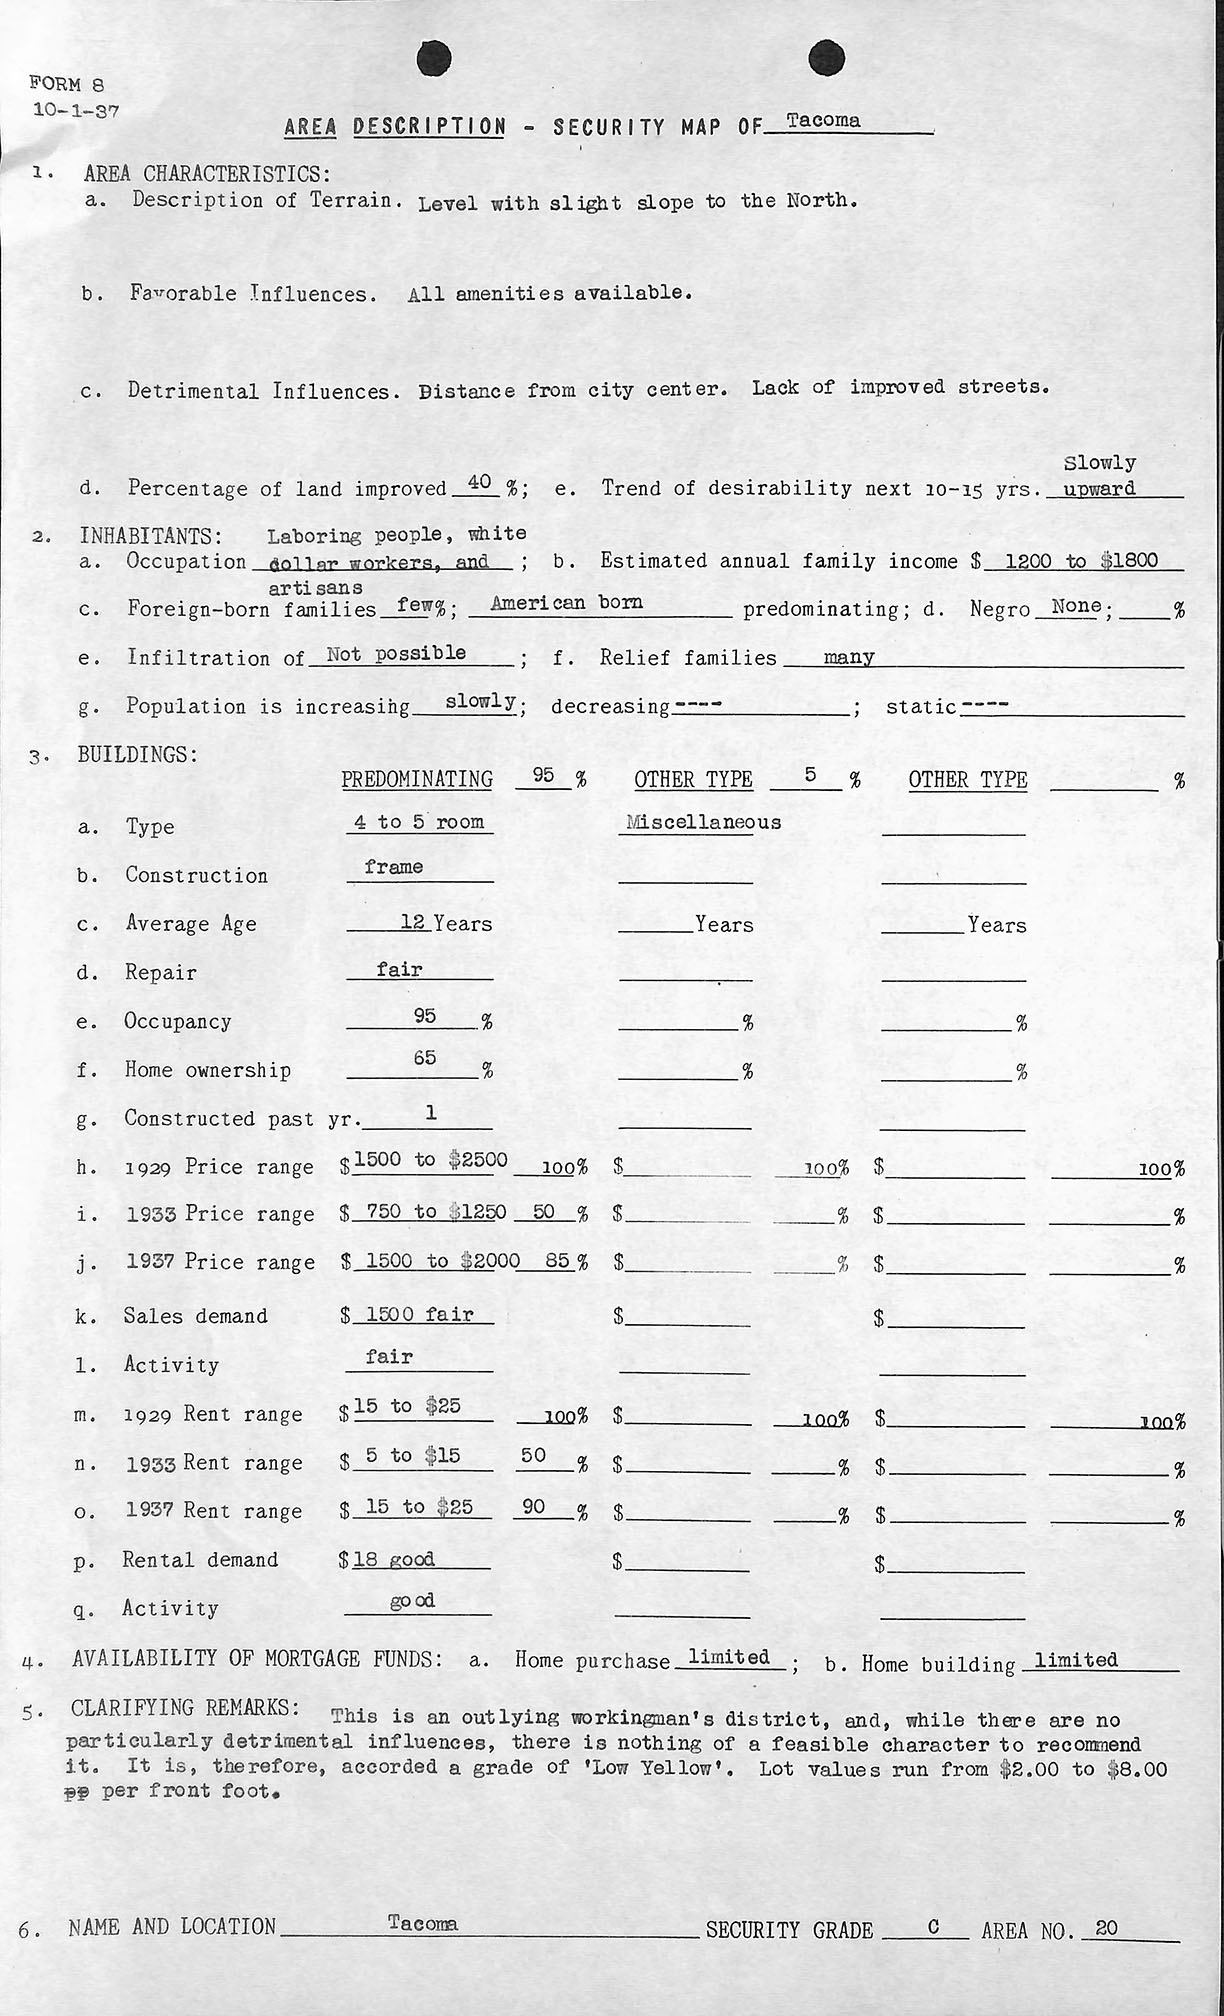 FORM 8
10-1-37
AREA DESCRIPTION - SECURITY MAP OF Tacoma
1. AREA CHARACTERISTICS:
a. Description of Terrain. Level with slight slope to the North.
b. Favorable Influences. All amenities available.
c. Detrimental Influences. Distance from city center. Lack of improved streets.
Slowly
d. Percentage of land improved 40 %; e. Trend of desirability next 10-15 yrs. upward
2. INHABITANTS: Laboring people, white
a. Occupation dollar workers, and ; b. Estimated annual family income $ 1200 to $1800
artisans
c. Foreign-born families few%; American born predominating; d. Negro None; %
e. Infiltration of Not possible ; f. Relief families many
g. Population is increasing slowly; decreasing---- ; static----
3. BUILDINGS:
PREDOMINATING 95 % OTHER TYPE 5 % OTHER TYPE %
a. Type 4 to 5 room Miscellaneous
b. Construction frame
c. Average Age 12 Years Years Years
d. Repair fair
e. Occupancy 95 % % %
f. Home ownership 65 % % %
g. Constructed past yr. 1
h. 1929 Price range $1500 to $2500 100% $ 100% $ 100%
i. 1933 Price range $ 750 to $1250 50 % $ % $ %
j. 1937 Price range $ 1500 to $2000 85 % $ % $ %
k. Sales demand $ 1500 fair $ $
l. Activity fair
m. 1929 Rent range $15 to $25 100% $ 100% $ 100%
n. 1933 Rent range $ 5 to $15 50 % $ % $ %
o. 1937 Rent range $ 15 to $25 90 % $ % $ %
p. Rental demand $18 good $ $
q. Activity good
4. AVAILABILITY OF MORTGAGE FUNDS: a. Home purchase limited ; b. Home building limited
5. CLARIFYING REMARKS: This is an outlying workingman's district, and, while there are no
particularly detrimental influences, there is nothing of a feasible character to recommend
it. It is, therefore, accorded a grade of 'Low Yellow'. Lot values run from $2.00 to $8.00
per front foot.
6. NAME AND LOCATION Tacoma SECURITY GRADE C AREA NO. 20